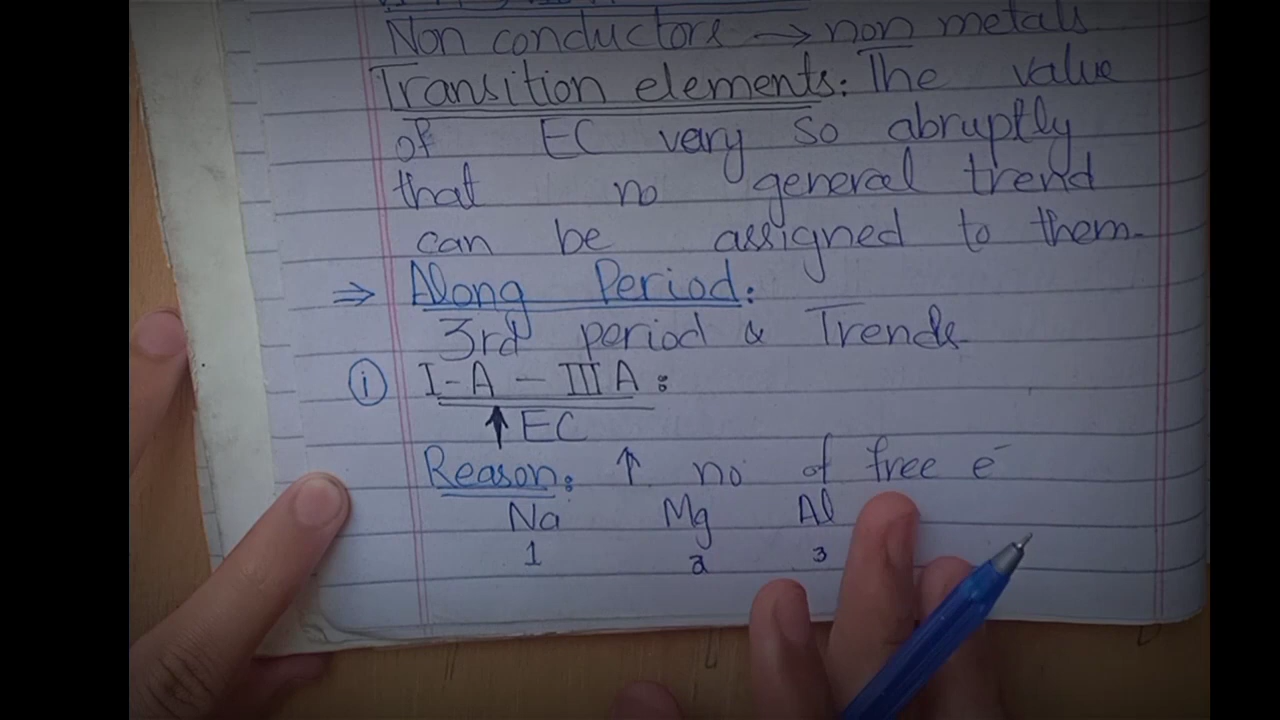 Non conductors → non metals
Transition elements: The value
of EC vary so abruptly
that no general trend
can be assigned to them.
⇒ Along Period:
3rd period & Trends
(i) I-A – III A :
↑ EC
Reason: ↑ no of free e⁻
Na Mg Al
1 2 3